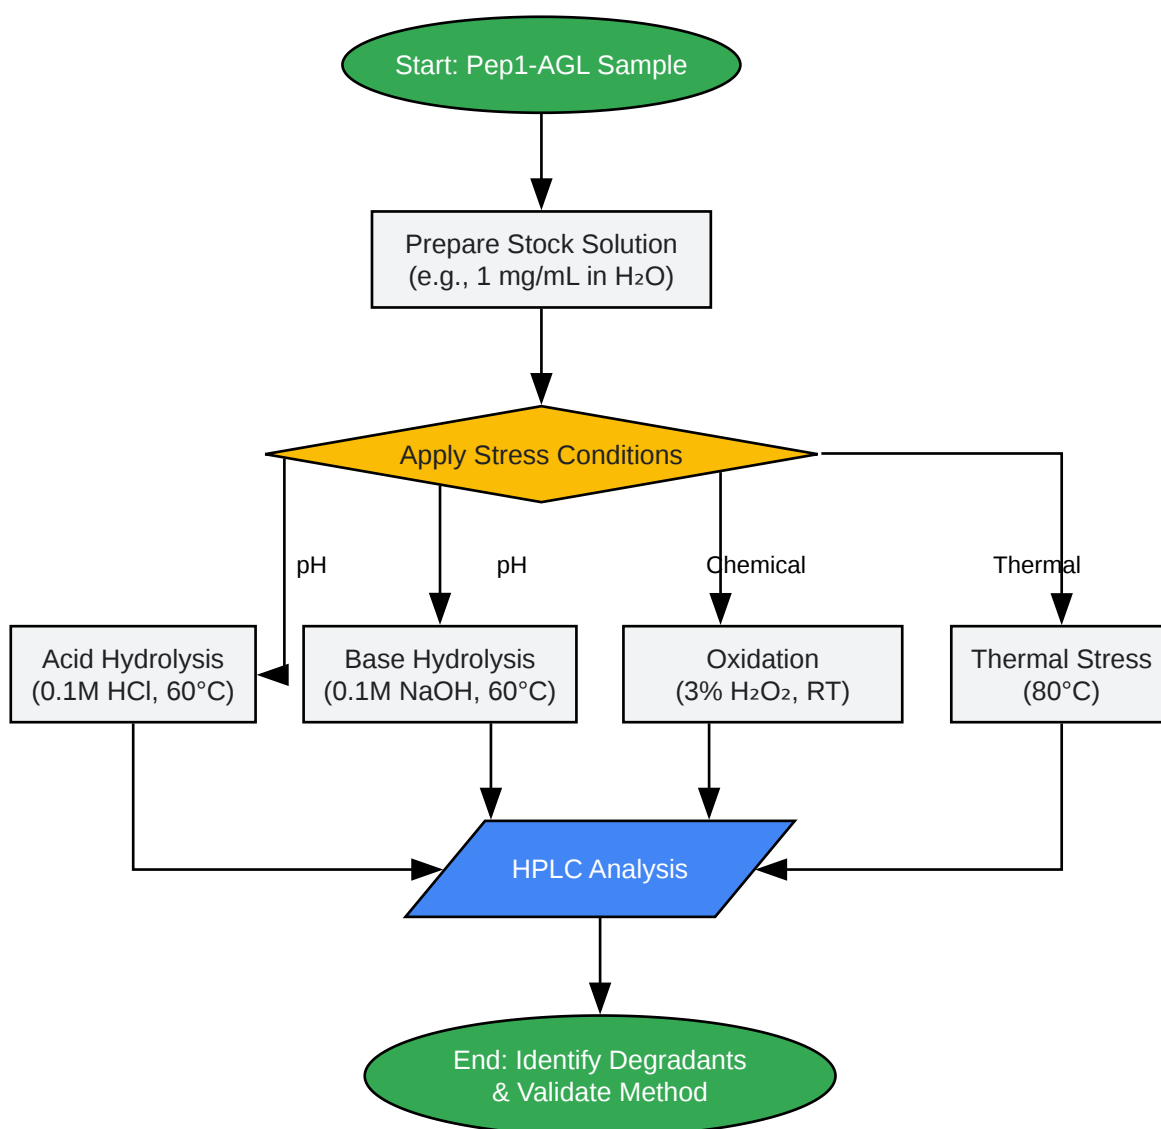 Start: Pep1-AGL Sample
Prepare Stock Solution
(e.g., 1 mg/mL in H₂O)
Apply Stress Conditions
pH
pH
Chemical
Thermal
Acid Hydrolysis
(0.1M HCl, 60°C)
Base Hydrolysis
(0.1M NaOH, 60°C)
Oxidation
(3% H₂O₂, RT)
Thermal Stress
(80°C)
HPLC Analysis
End: Identify Degradants
& Validate Method